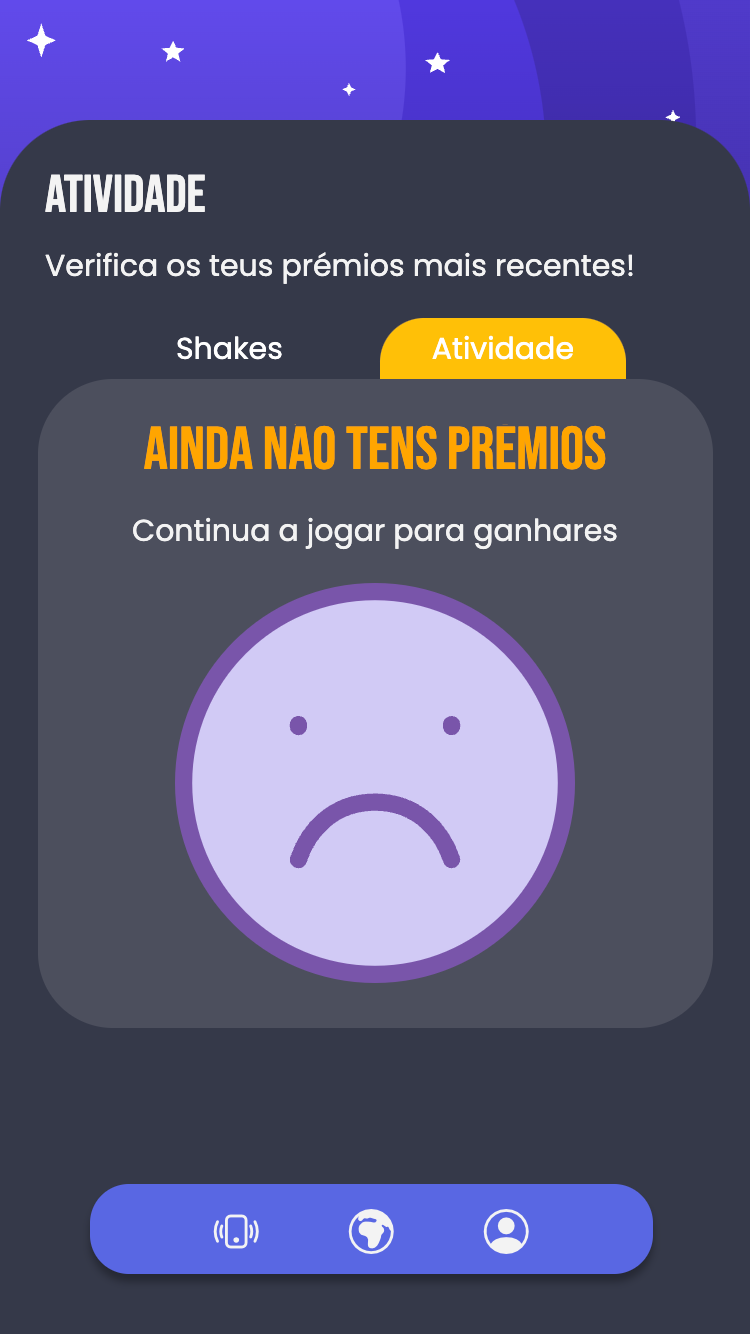 ATIVIDADE
Verifica os teus prémios mais recentes!
Shakes
Atividade
AINDA NAO TENS PREMIOS
Continua a jogar para ganhares